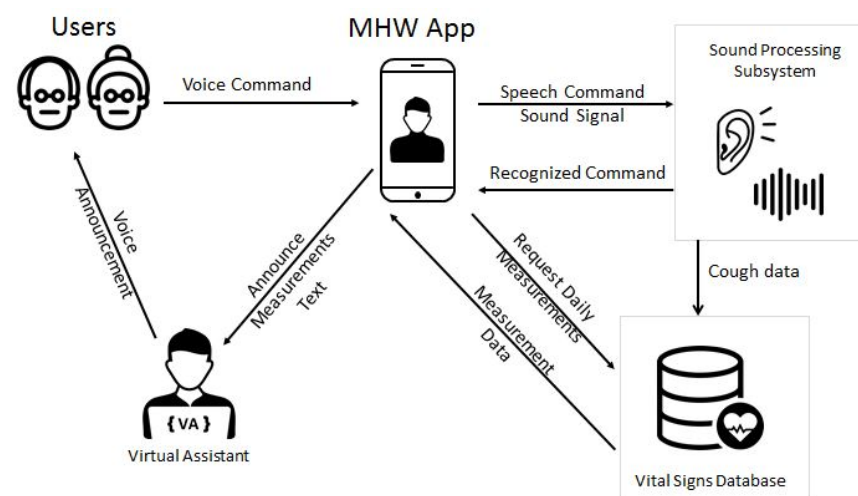 Users
MHW App
Sound Processing
Subsystem
Voice Command
Speech Command
Sound Signal
Recognized Command
Voice
Announcement
Announce
Measurements
Text
Request Daily
Measurements
Measurement
Data
Cough data
{VA}
Virtual Assistant
Vital Signs Database